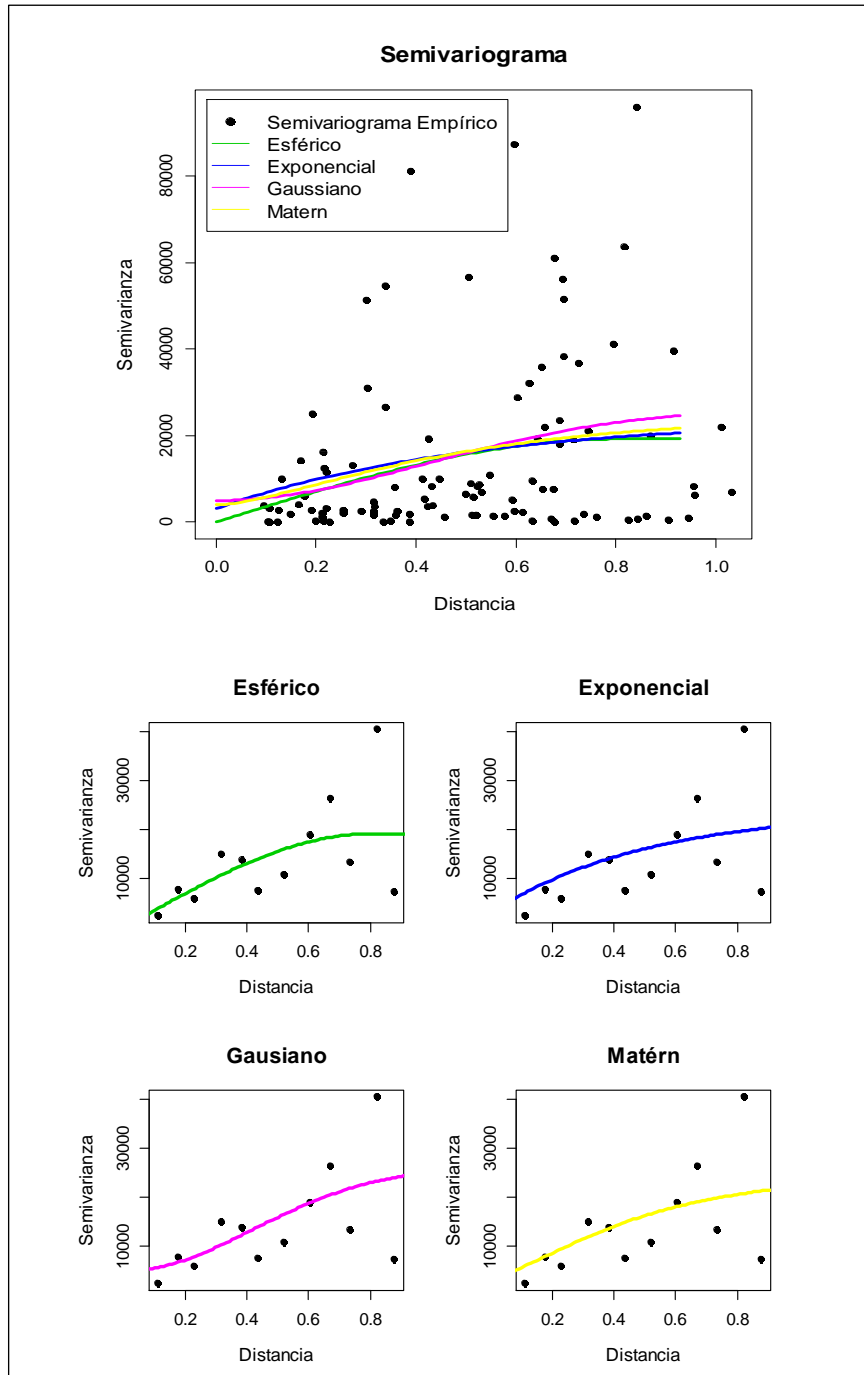 Semivariograma
Semivariograma Empírico
Esférico
Exponencial
Gaussiano
Matern
Semivarianza
80000
60000
40000
20000
0
0.0 0.2 0.4 0.6 0.8 1.0
Distancia
Esférico
Semivarianza
30000
10000
0.2 0.4 0.6 0.8
Distancia
Exponencial
Semivarianza
30000
10000
0.2 0.4 0.6 0.8
Distancia
Gausiano
Semivarianza
30000
10000
0.2 0.4 0.6 0.8
Distancia
Matérn
Semivarianza
30000
10000
0.2 0.4 0.6 0.8
Distancia